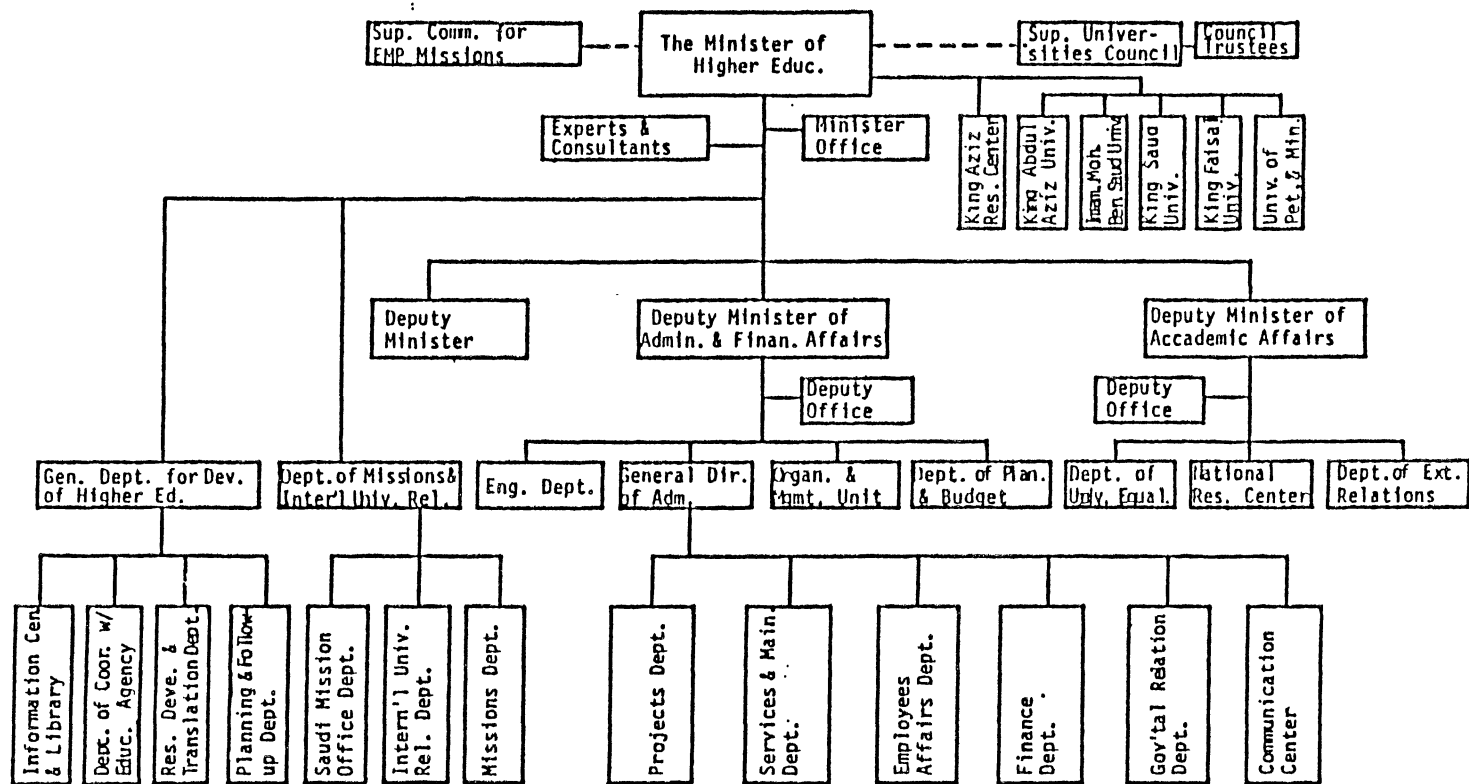 Sup. Comm. for
EMP Missions
The Minister of
Higher Educ.
Sup. Univer-
sities Council
Council
Trustees
Experts &
Consultants
Minister
Office
King Aziz
Res. Center
King Abdul
Aziz Univ.
Imam. Moh.
Ben. Saud Univ.
King Saud
Univ.
King Faisal
Univ.
Univ. of
Pet. & Min.
Deputy
Minister
Deputy Minister of
Admin. & Finan. Affairs
Deputy Minister of
Accademic Affairs
Deputy
Office
Deputy
Office
Gen. Dept. for Dev.
of Higher Ed.
Dept. of Missions &
Inter'l Univ. Rel.
Eng. Dept.
General Dir.
of Adm.
Organ. &
Mgmt. Unit
Dept. of Plan.
& Budget
Dept. of
Univ. Equal.
National
Res. Center
Dept. of Ext.
Relations
Information Cen
& Library
Dept. of Coor. w/
Educ. Agency
Res. Deve. &
Translation Dept.
Planning & Follow
up Dept.
Saudi Mission
Office Dept.
Intern'l Univ.
Rel. Dept.
Missions Dept.
Projects Dept.
Services & Main.
Dept.
Employees
Affairs Dept.
Finance
Dept.
Gov'tal Relation
Dept.
Communication
Center